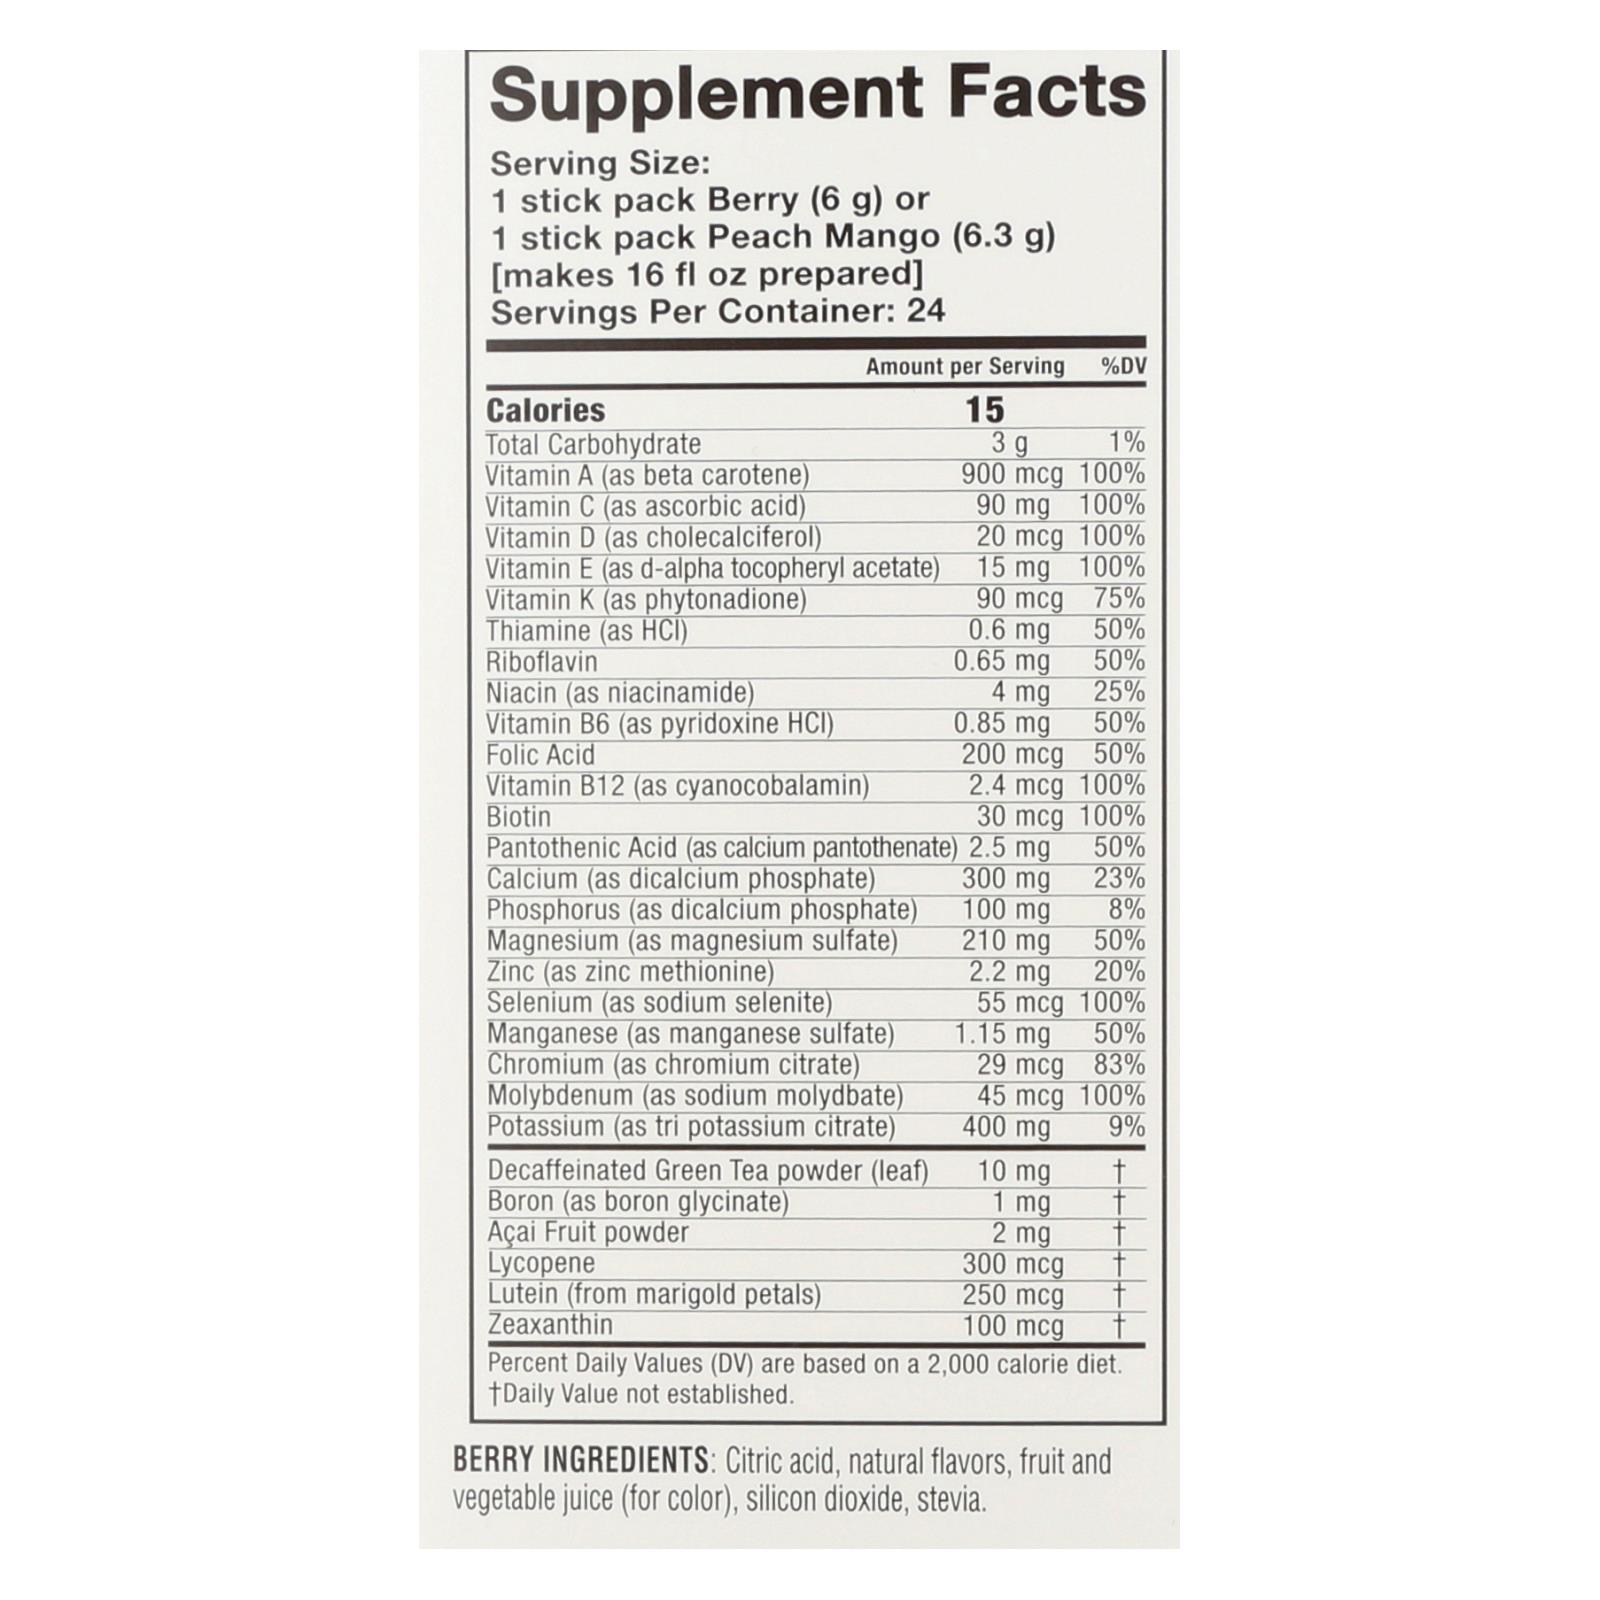 Supplement Facts
Serving Size:
1 stick pack Berry (6 g) or
1 stick pack Peach Mango (6.3 g)
[makes 16 fl oz prepared]
Servings Per Container: 24
Amount per Serving %DV
Calories 15
Total Carbohydrate 3 g 1%
Vitamin A (as beta carotene) 900 mcg 100%
Vitamin C (as ascorbic acid) 90 mg 100%
Vitamin D (as cholecalciferol) 20 mcg 100%
Vitamin E (as d-alpha tocopheryl acetate) 15 mg 100%
Vitamin K (as phytonadione) 90 mcg 75%
Thiamine (as HCl) 0.6 mg 50%
Riboflavin 0.65 mg 50%
Niacin (as niacinamide) 4 mg 25%
Vitamin B6 (as pyridoxine HCl) 0.85 mg 50%
Folic Acid 200 mcg 50%
Vitamin B12 (as cyanocobalamin) 2.4 mcg 100%
Biotin 30 mcg 100%
Pantothenic Acid (as calcium pantothenate) 2.5 mg 50%
Calcium (as dicalcium phosphate) 300 mg 23%
Phosphorus (as dicalcium phosphate) 100 mg 8%
Magnesium (as magnesium sulfate) 210 mg 50%
Zinc (as zinc methionine) 2.2 mg 20%
Selenium (as sodium selenite) 55 mcg 100%
Manganese (as manganese sulfate) 1.15 mg 50%
Chromium (as chromium citrate) 29 mcg 83%
Molybdenum (as sodium molydbate) 45 mcg 100%
Potassium (as tri potassium citrate) 400 mg 9%
Decaffeinated Green Tea powder (leaf) 10 mg †
Boron (as boron glycinate) 1 mg †
Açai Fruit powder 2 mg †
Lycopene 300 mcg †
Lutein (from marigold petals) 250 mcg †
Zeaxanthin 100 mcg †
Percent Daily Values (DV) are based on a 2,000 calorie diet.
†Daily Value not established.
BERRY INGREDIENTS: Citric acid, natural flavors, fruit and
vegetable juice (for color), silicon dioxide, stevia.